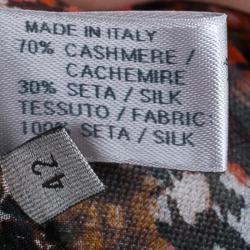 MADE IN ITALY
70% CASHMERE /
CACHEMIRE
30% SETA / SILK
TESSUTO / FABRIC:
100% SETA / SILK
42